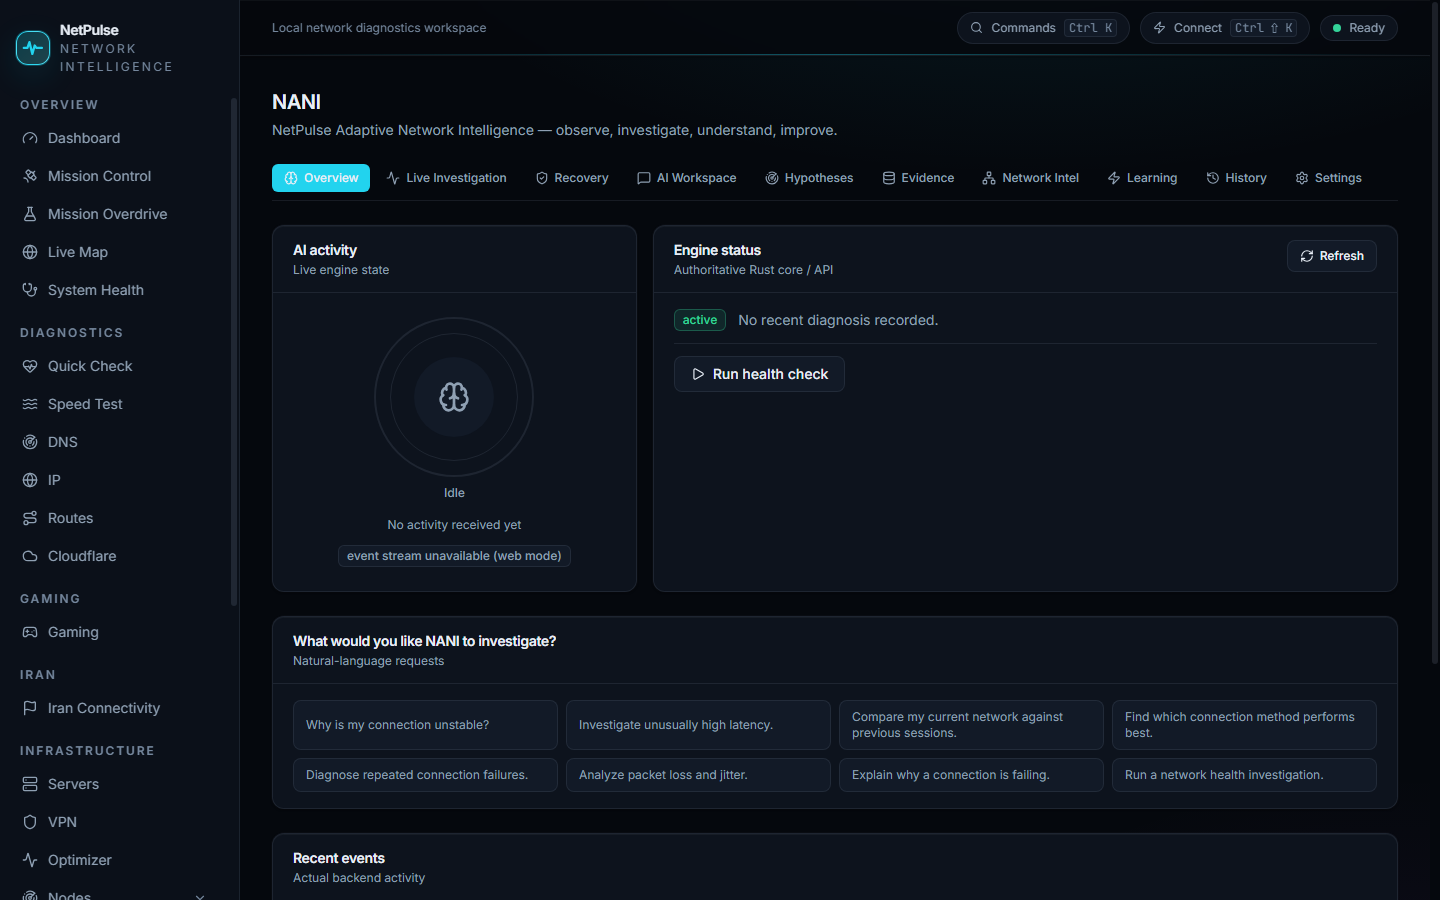 NetPulse
NETWORK
INTELLIGENCE
OVERVIEW
Dashboard
Mission Control
Mission Overdrive
Live Map
System Health
DIAGNOSTICS
Quick Check
Speed Test
DNS
IP
Routes
Cloudflare
GAMING
Gaming
IRAN
Iran Connectivity
INFRASTRUCTURE
Servers
VPN
Optimizer
Nodes
Local network diagnostics workspace
Commands Ctrl K
Connect Ctrl ⇧ K
Ready
NANI
NetPulse Adaptive Network Intelligence — observe, investigate, understand, improve.
Overview Live Investigation Recovery AI Workspace Hypotheses Evidence Network Intel Learning History Settings
AI activity
Live engine state
Idle
No activity received yet
event stream unavailable (web mode)
Engine status
Authoritative Rust core / API
Refresh
active No recent diagnosis recorded.
Run health check
What would you like NANI to investigate?
Natural-language requests
Why is my connection unstable?
Investigate unusually high latency.
Compare my current network against
previous sessions.
Find which connection method performs
best.
Diagnose repeated connection failures.
Analyze packet loss and jitter.
Explain why a connection is failing.
Run a network health investigation.
Recent events
Actual backend activity